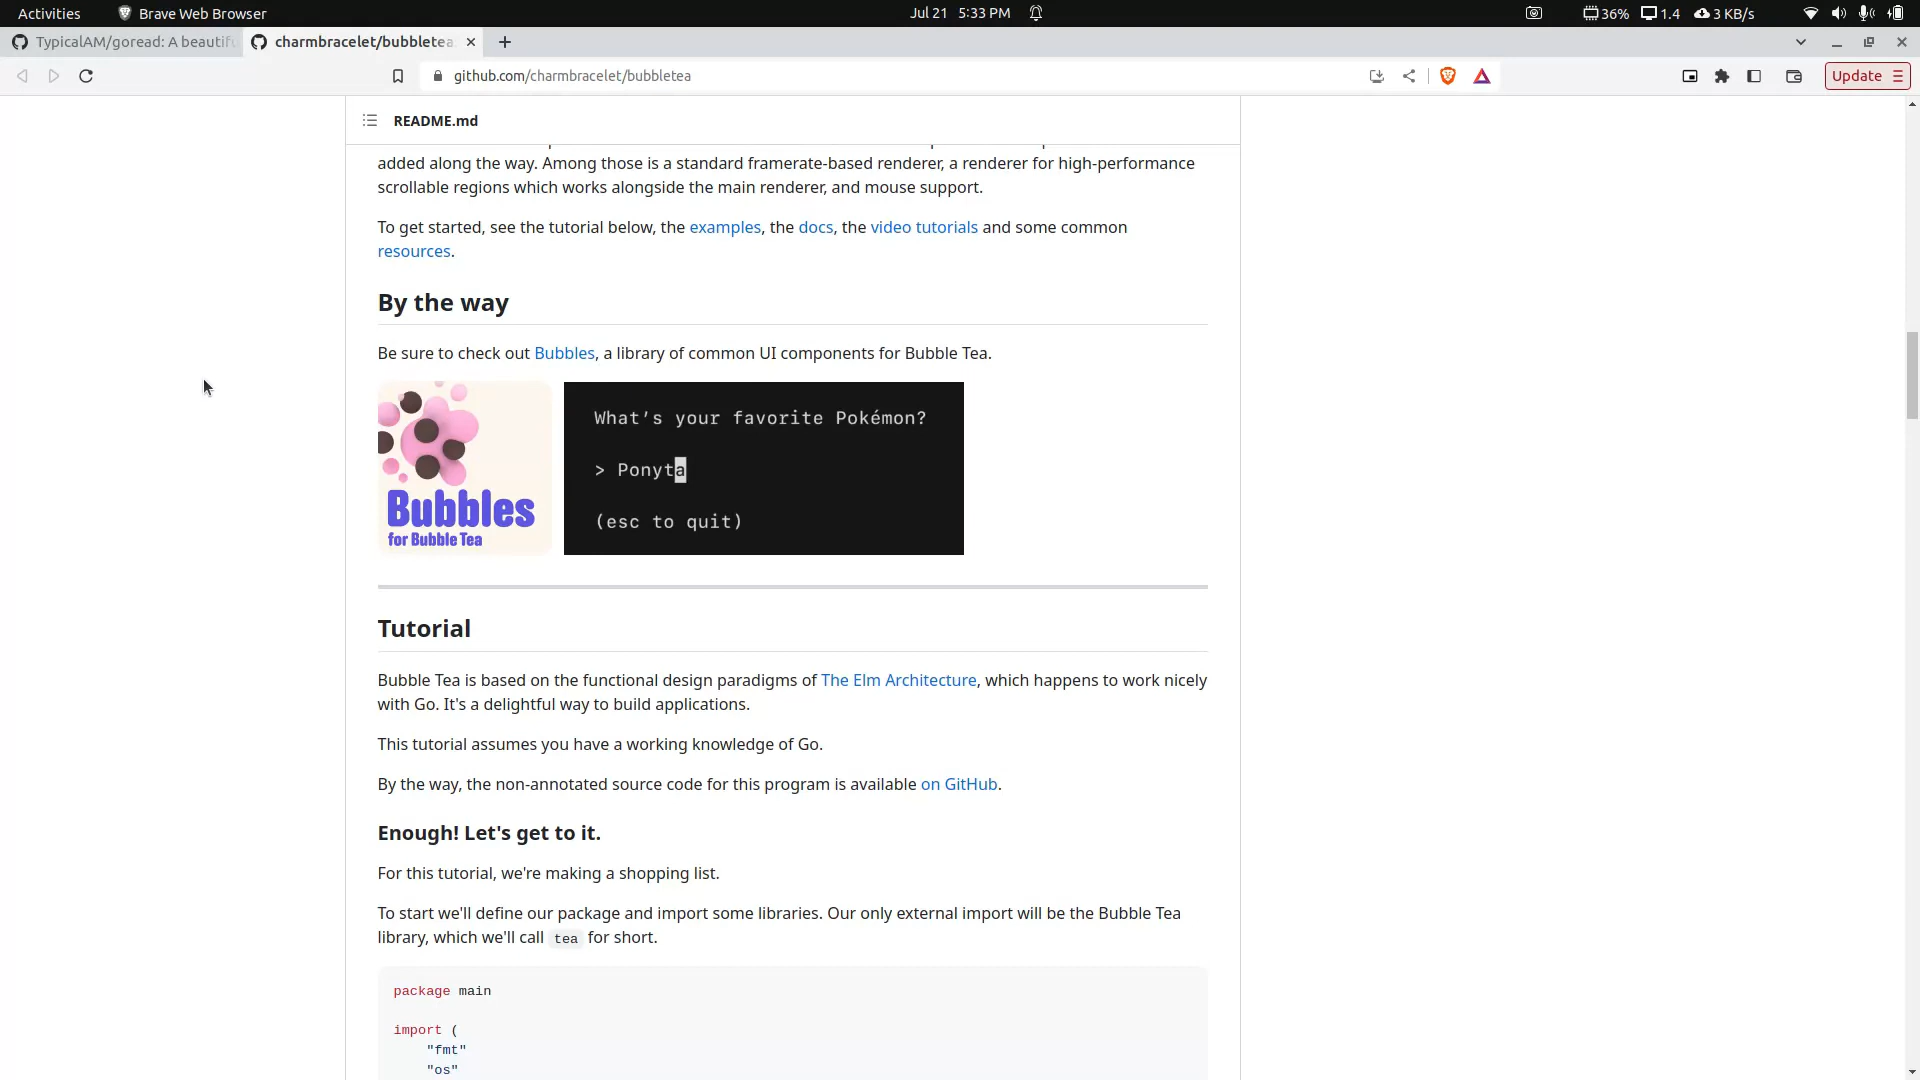 Activities Brave Web Browser Jul 21 5:33 PM 36% 1.4 3 KB/s
TypicalAM/goread: A beautifu charmbracelet/bubbletea
github.com/charmbracelet/bubbletea Update
README.md
added along the way. Among those is a standard framerate-based renderer, a renderer for high-performance
scrollable regions which works alongside the main renderer, and mouse support.
To get started, see the tutorial below, the examples, the docs, the video tutorials and some common
resources.
By the way
Be sure to check out Bubbles, a library of common UI components for Bubble Tea.
Bubbles
for Bubble Tea
What's your favorite Pokémon?
> Ponyta
(esc to quit)
Tutorial
Bubble Tea is based on the functional design paradigms of The Elm Architecture, which happens to work nicely
with Go. It's a delightful way to build applications.
This tutorial assumes you have a working knowledge of Go.
By the way, the non-annotated source code for this program is available on GitHub.
Enough! Let's get to it.
For this tutorial, we're making a shopping list.
To start we'll define our package and import some libraries. Our only external import will be the Bubble Tea
library, which we'll call tea for short.
package main
import (
"fmt"
"os"